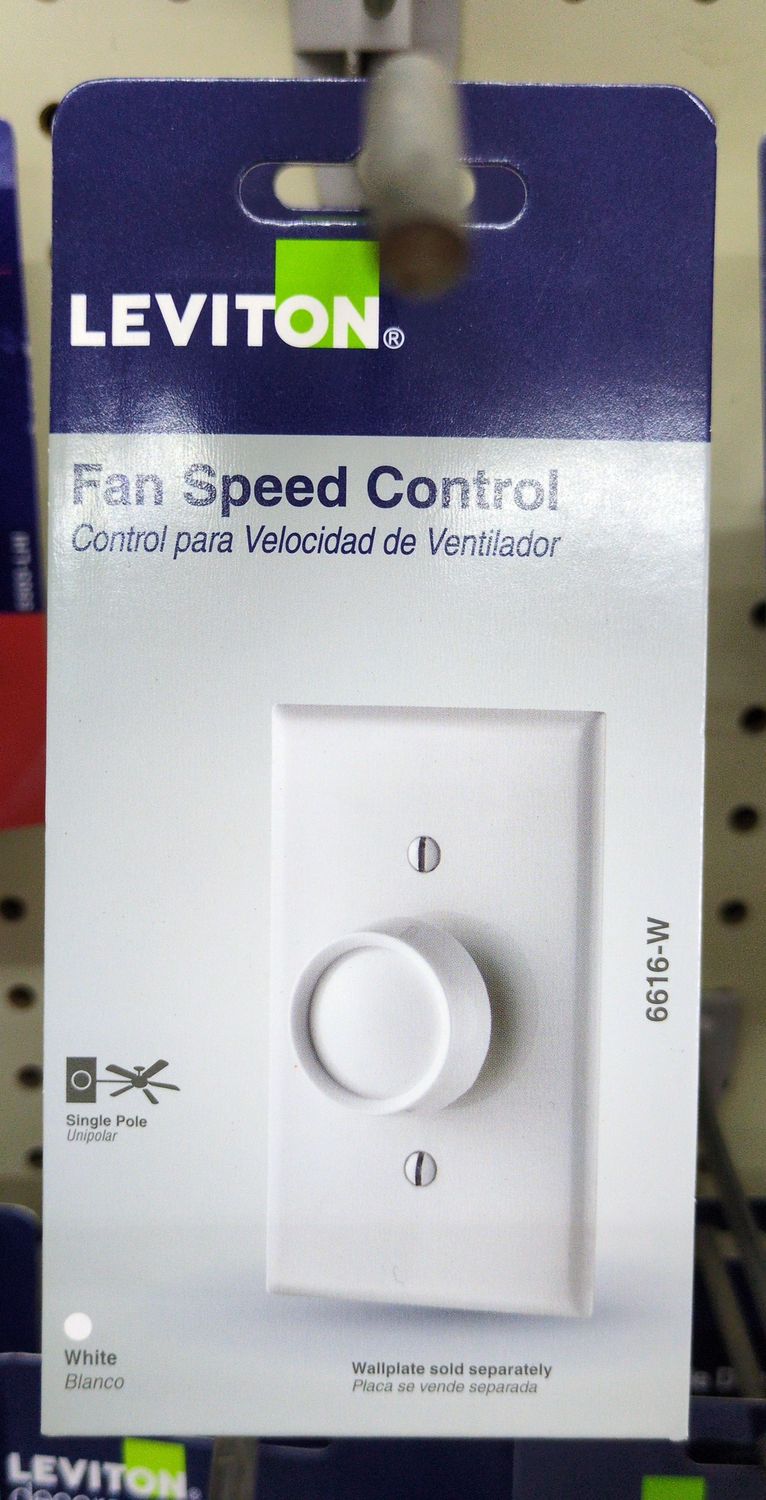 LEVITON®
Fan Speed Control
Control para Velocidad de Ventilador
6616-W
Single Pole
Unipolar
White
Blanco
Wallplate sold separately
Placa se vende separada
LEVITON®